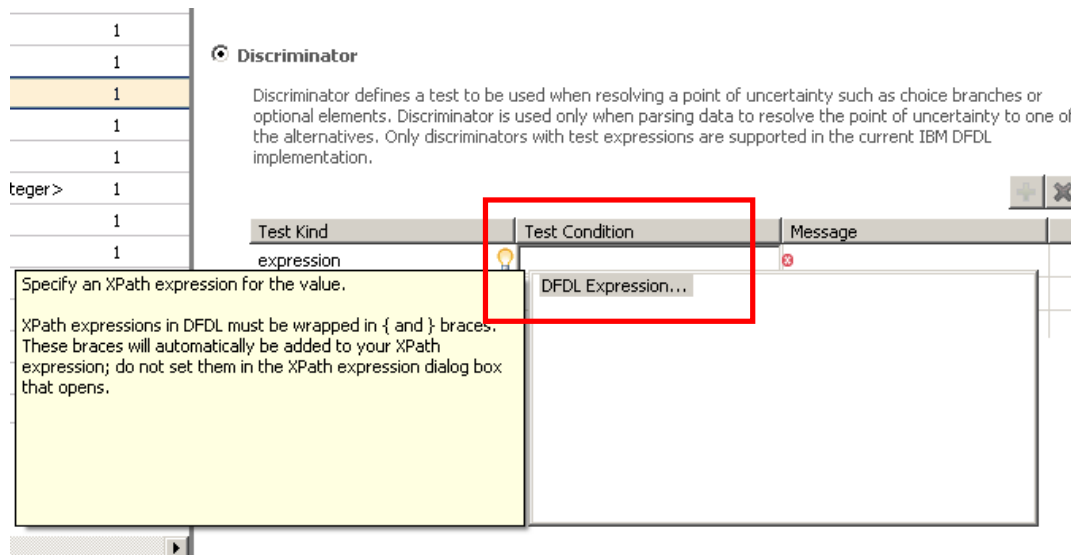 1
1
Discriminator
1
Discriminator defines a test to be used when resolving a point of uncertainty such as choice branches or
optional elements. Discriminator is used only when parsing data to resolve the point of uncertainty to one of
1
the alternatives. Only discriminators with test expressions are supported in the current IBM DFDL
implementation.
1
teger> 1
1
Test Kind Test Condition Message
1
expression
Specify an XPath expression for the value.
XPath expressions in DFDL must be wrapped in { and } braces.
These braces will automatically be added to your XPath
expression; do not set them in the XPath expression dialog box
that opens.
DFDL Expression...